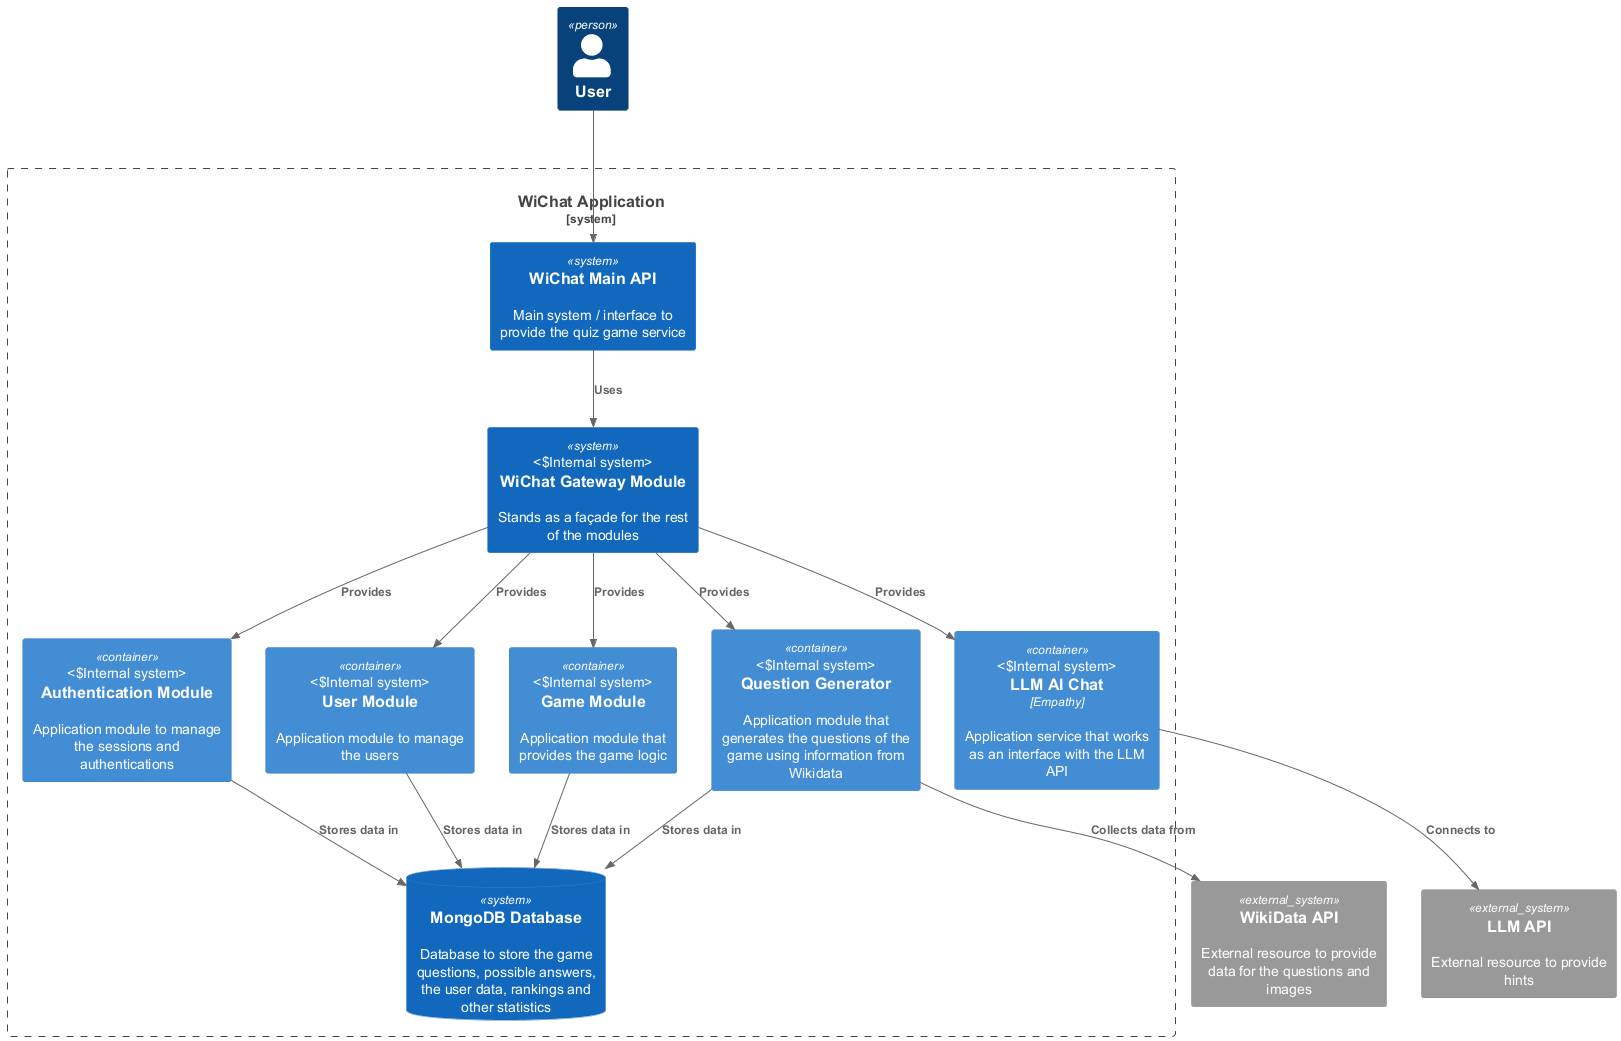 «person»
User
WiChat Application
[system]
«system»
WiChat Main API
Main system / interface to
provide the quiz game service
Uses
«system»
<$Internal system>
WiChat Gateway Module
Stands as a façade for the rest
of the modules
Provides
Provides
Provides
Provides
Provides
«container»
<$Internal system>
Authentication Module
Application module to manage
the sessions and
authentications
«container»
<$Internal system>
User Module
Application module to manage
the users
«container»
<$Internal system>
Game Module
Application module that
provides the game logic
«container»
<$Internal system>
Question Generator
Application module that
generates the questions of the
game using information from
Wikidata
«container»
<$Internal system>
LLM AI Chat
[Empathy]
Application service that works
as an interface with the LLM
API
Stores data in
Stores data in
Stores data in
Stores data in
Collects data from
Connects to
«system»
MongoDB Database
Database to store the game
questions, possible answers,
the user data, rankings and
other statistics
«external_system»
WikiData API
External resource to provide
data for the questions and
images
«external_system»
LLM API
External resource to provide
hints